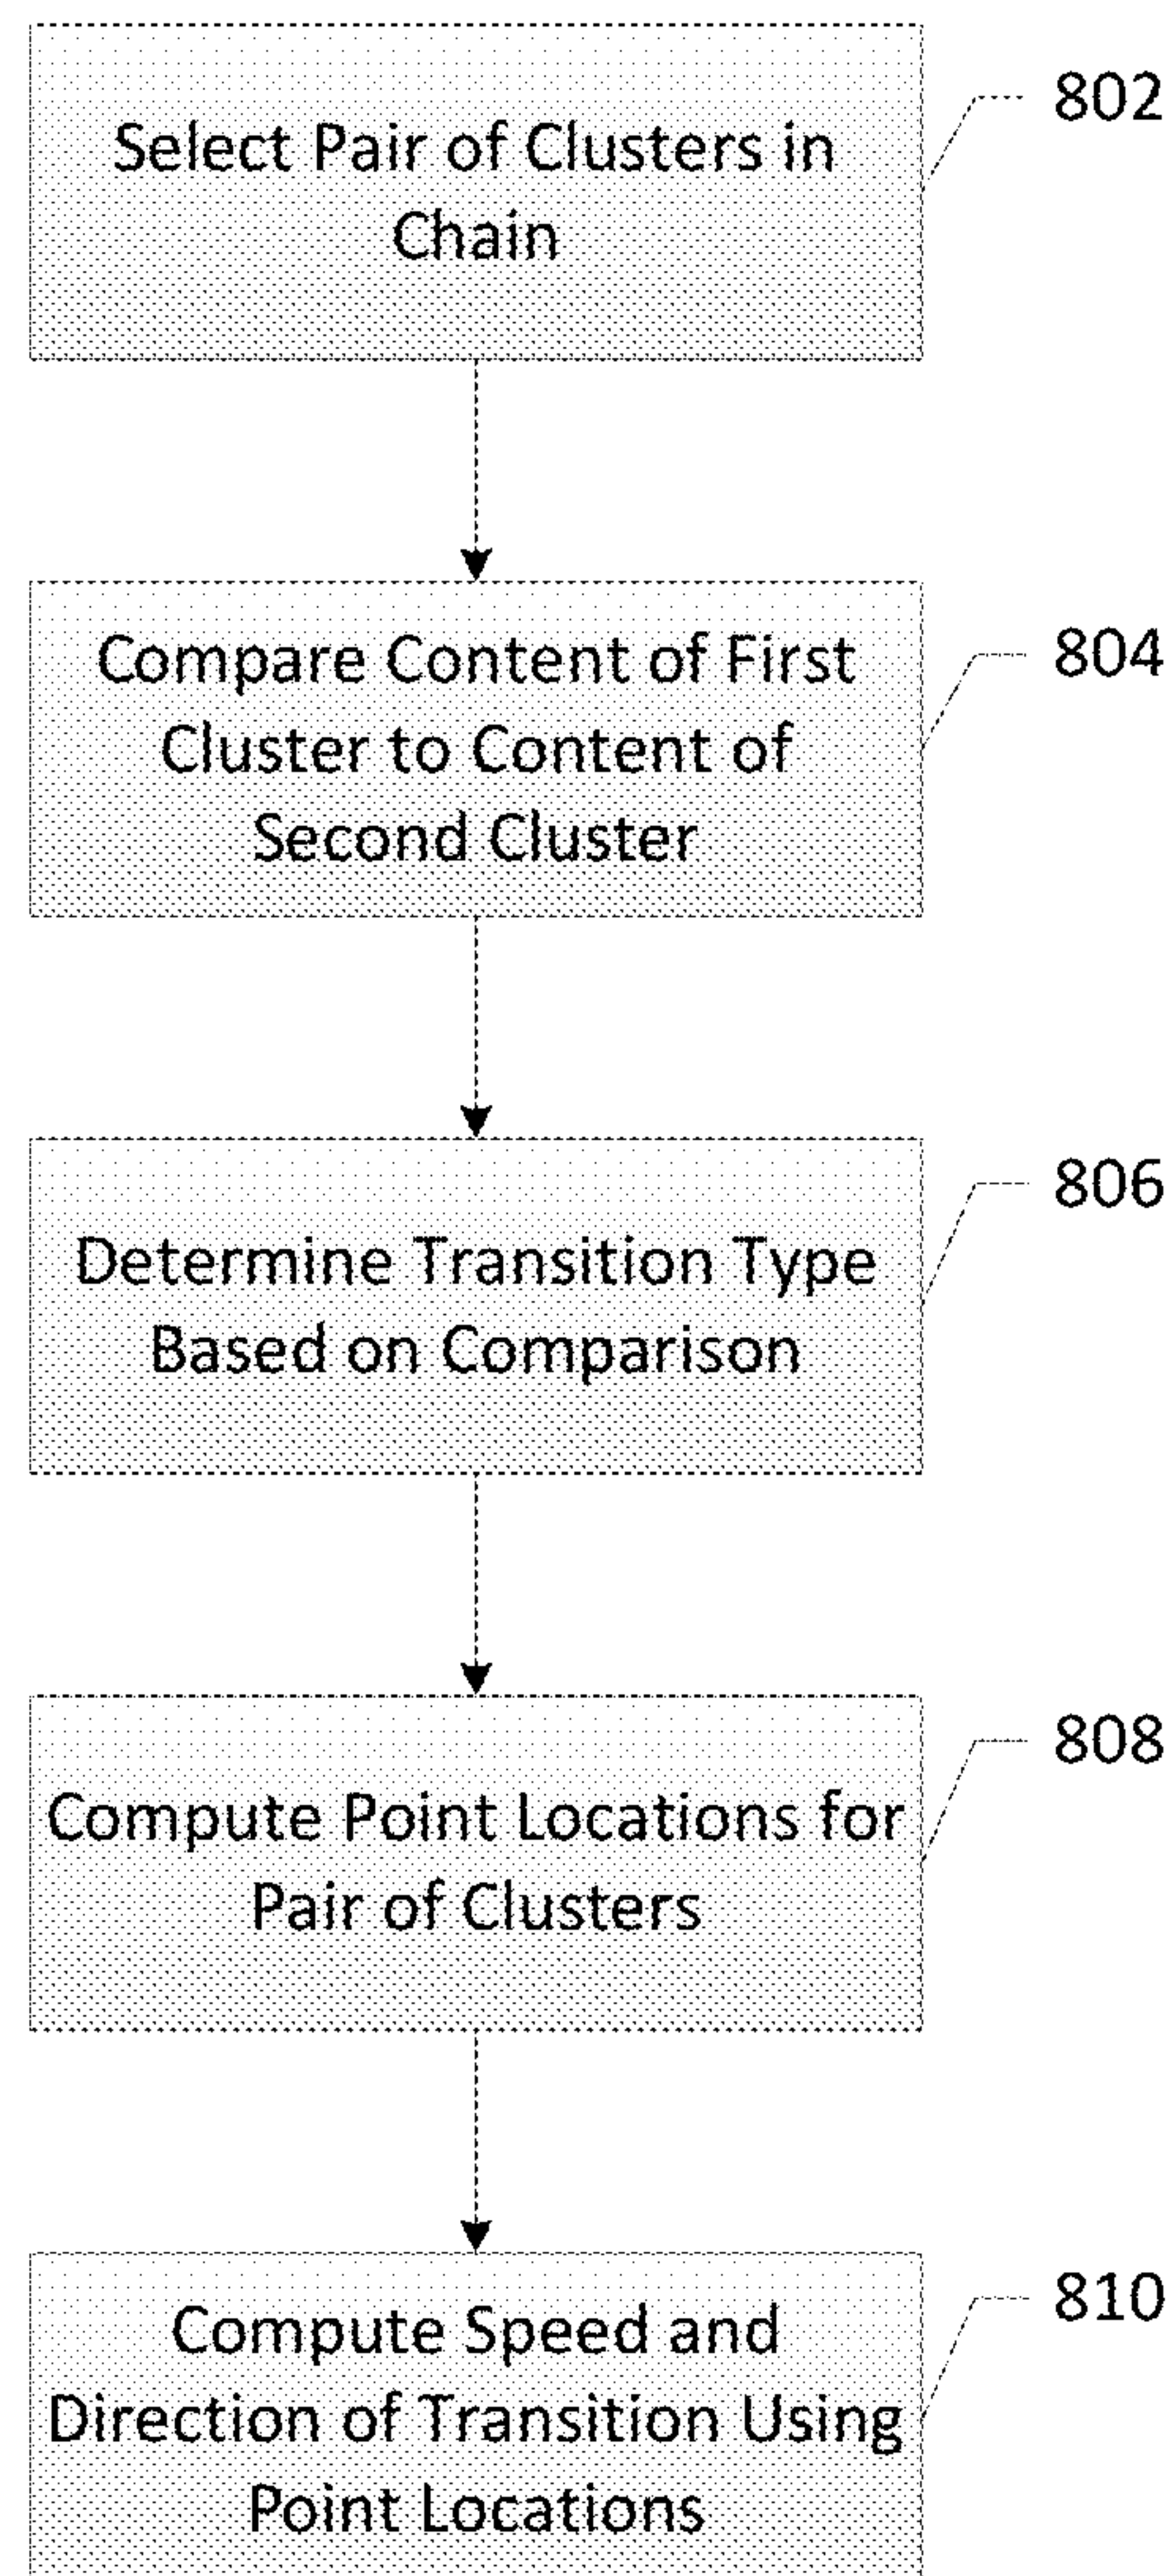 Select Pair of Clusters in
Chain
802
Compare Content of First
Cluster to Content of
Second Cluster
804
Determine Transition Type
Based on Comparison
806
Compute Point Locations for
Pair of Clusters
808
Compute Speed and
Direction of Transition Using
Point Locations
810